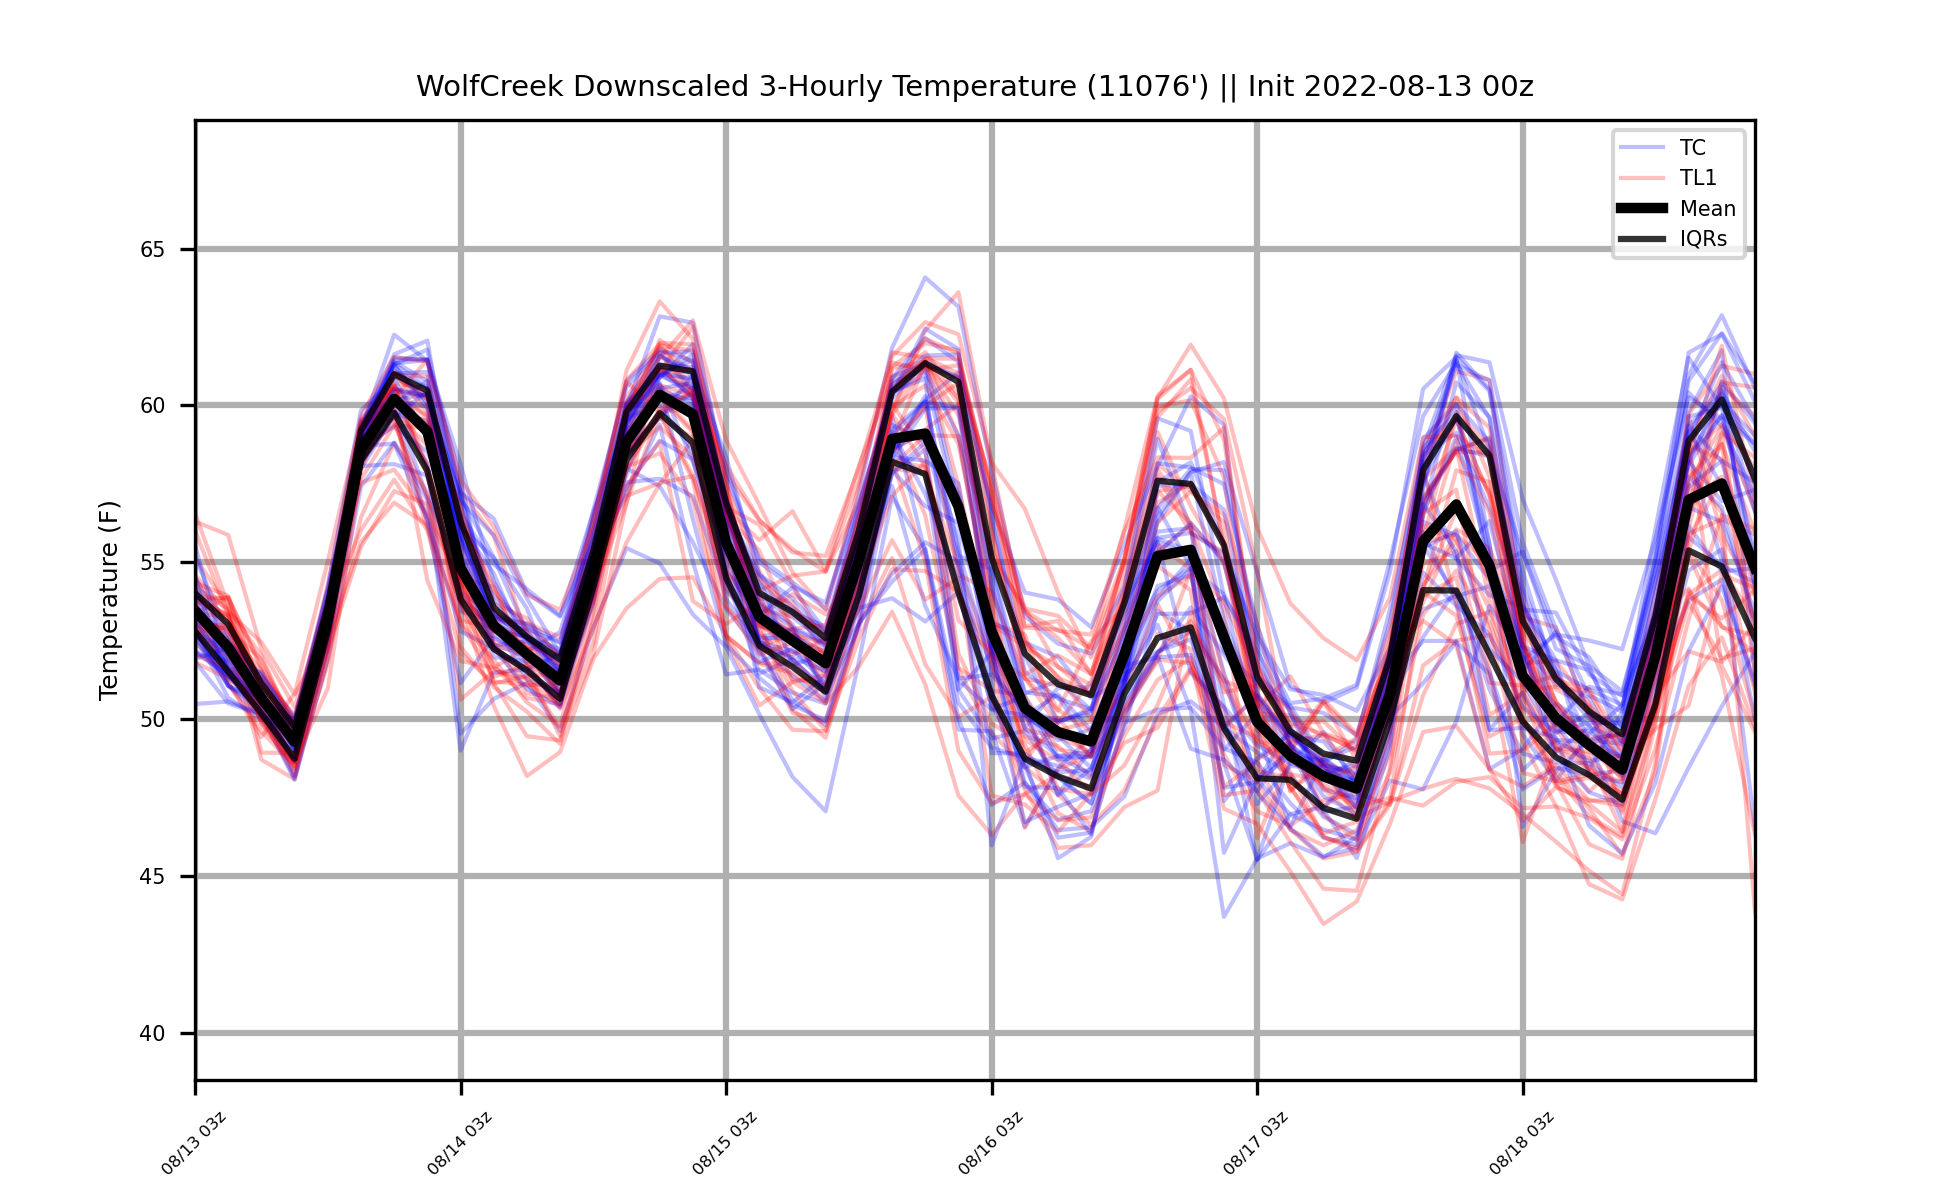 WolfCreek Downscaled 3-Hourly Temperature (11076') || Init 2022-08-13 00z
TC
TL1
Mean
IQRs
Temperature (F)
65
60
55
50
45
40
08/13 03z
08/14 03z
08/15 03z
08/16 03z
08/17 03z
08/18 03z